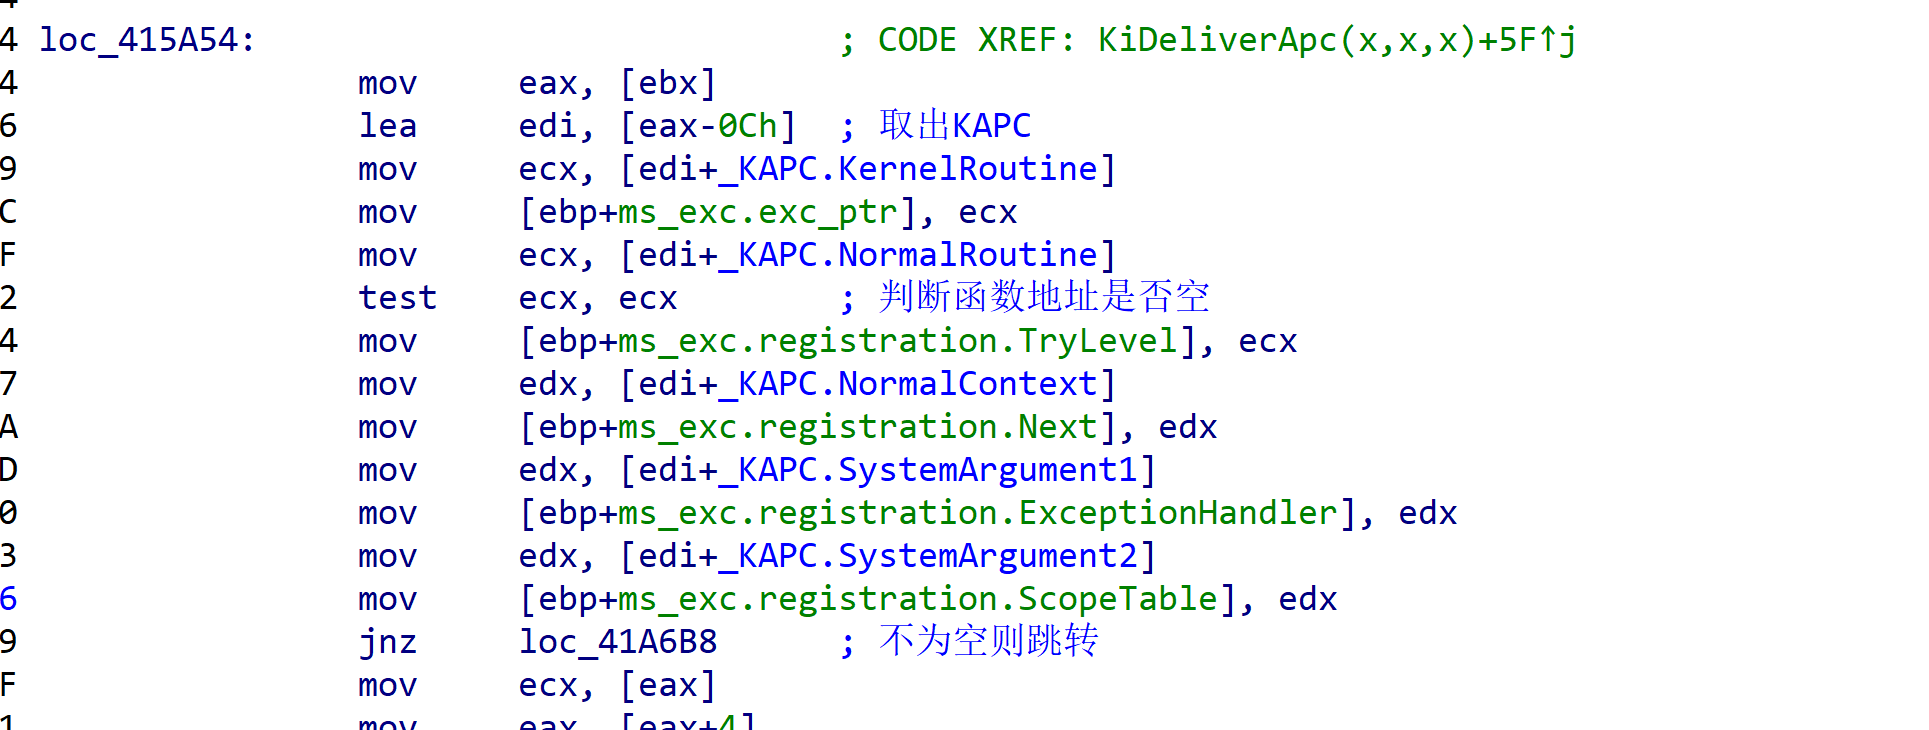 4 loc_415A54: ; CODE XREF: KiDeliverApc(x,x,x)+5F↑j
4 mov eax, [ebx]
6 lea edi, [eax-0Ch] ; 取出KAPC
9 mov ecx, [edi+_KAPC.KernelRoutine]
C mov [ebp+ms_exc.exc_ptr], ecx
F mov ecx, [edi+_KAPC.NormalRoutine]
2 test ecx, ecx ; 判断函数地址是否空
4 mov [ebp+ms_exc.registration.TryLevel], ecx
7 mov edx, [edi+_KAPC.NormalContext]
A mov [ebp+ms_exc.registration.Next], edx
D mov edx, [edi+_KAPC.SystemArgument1]
0 mov [ebp+ms_exc.registration.ExceptionHandler], edx
3 mov edx, [edi+_KAPC.SystemArgument2]
6 mov [ebp+ms_exc.registration.ScopeTable], edx
9 jnz loc_41A6B8 ; 不为空则跳转
F mov ecx, [eax]
1 mov eax, [eax+4]